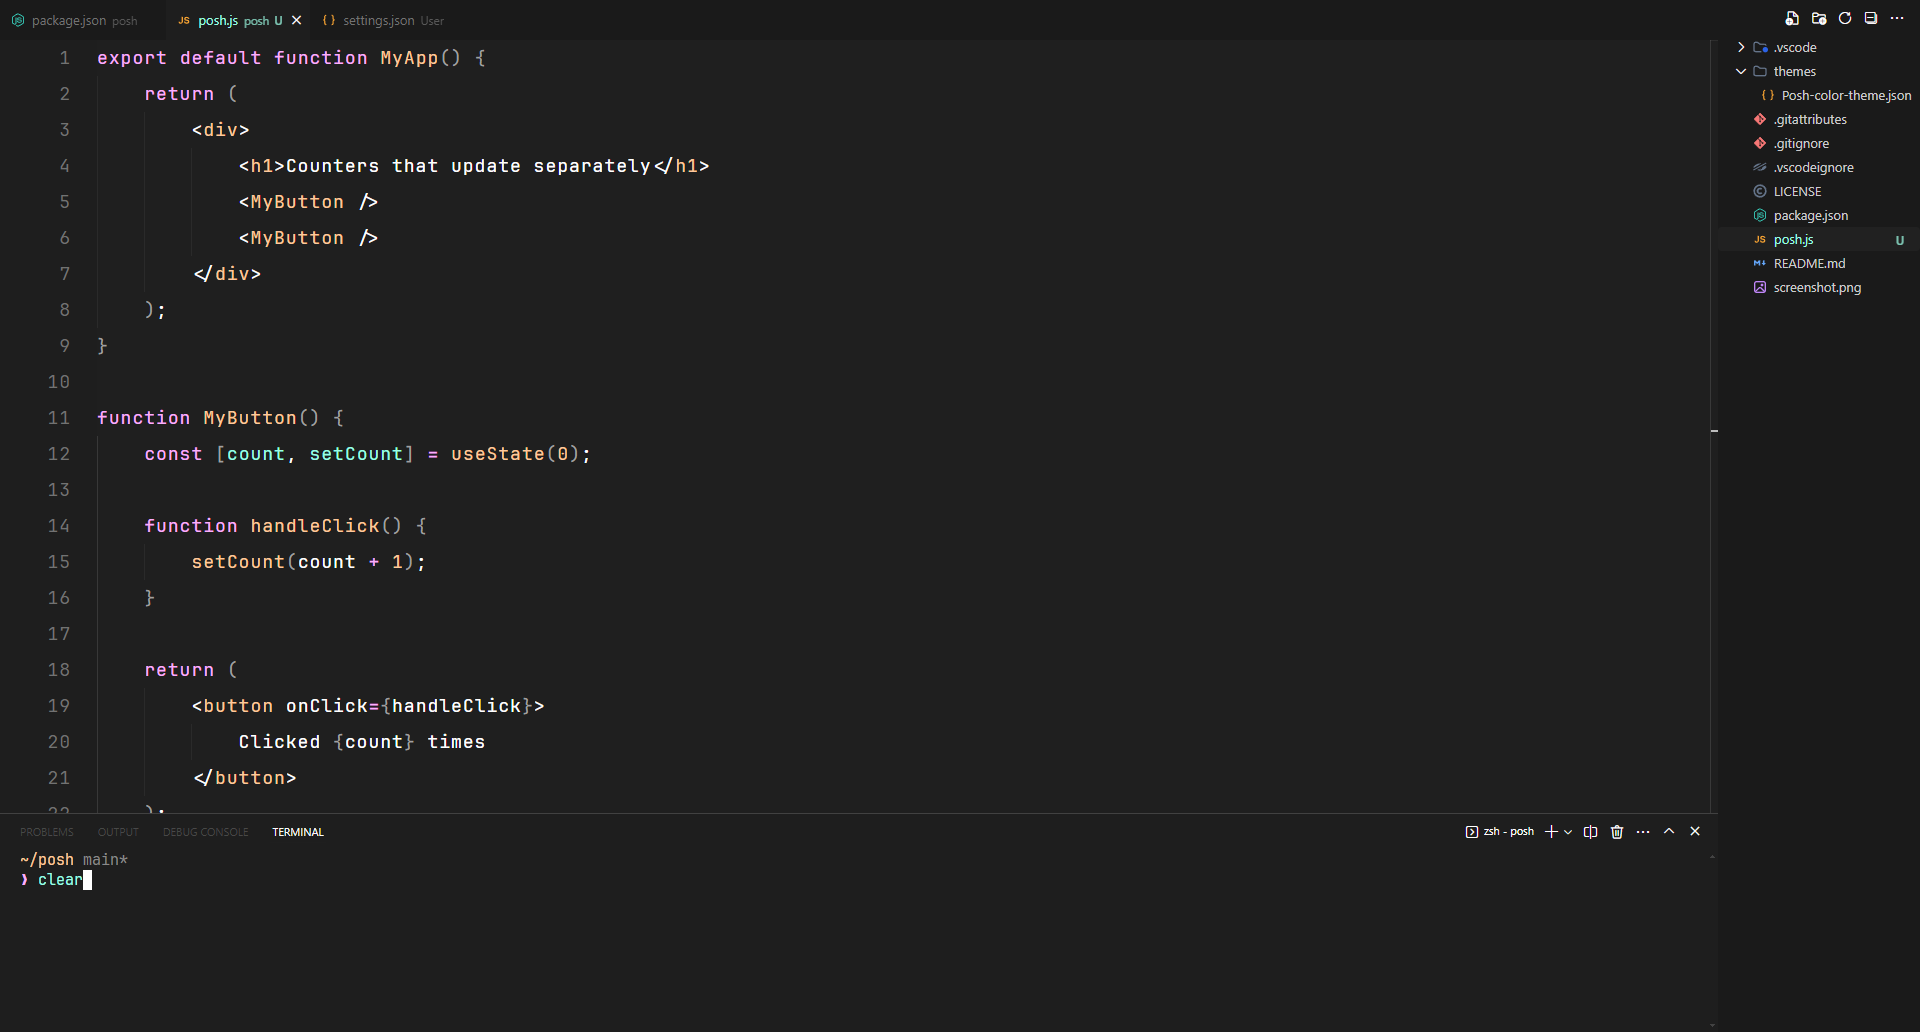 package.json posh
posh.js posh U
settings.json User
1 export default function MyApp() {
2 return (
3 <div>
4 <h1>Counters that update separately</h1>
5 <MyButton />
6 <MyButton />
7 </div>
8 );
9 }
10
11 function MyButton() {
12 const [count, setCount] = useState(0);
13
14 function handleClick() {
15 setCount(count + 1);
16 }
17
18 return (
19 <button onClick={handleClick}>
20 Clicked {count} times
21 </button>
22 );
.vscode
themes
{ } Posh-color-theme.json
.gitattributes
.gitignore
.vscodeignore
LICENSE
package.json
JS posh.js U
README.md
screenshot.png
PROBLEMS OUTPUT DEBUG CONSOLE TERMINAL
zsh - posh
~/posh main*
❯ clear